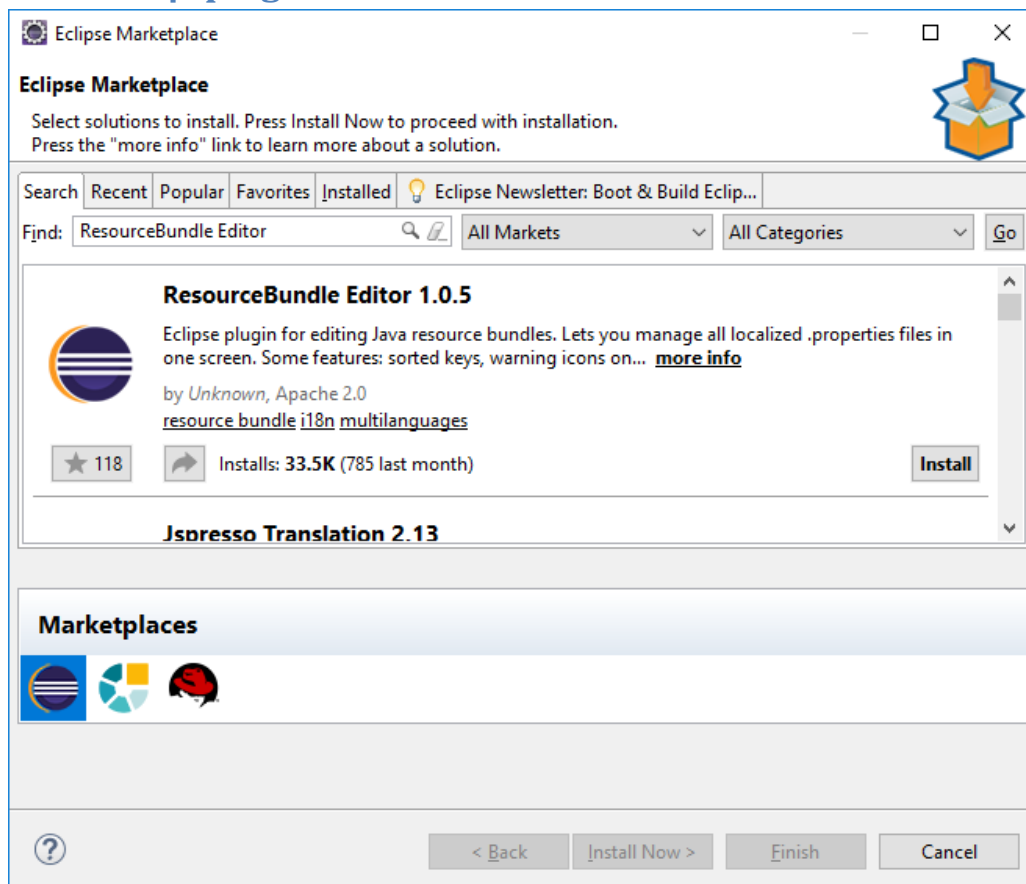 Eclipse Marketplace
Eclipse Marketplace
Select solutions to install. Press Install Now to proceed with installation.
Press the "more info" link to learn more about a solution.
Search Recent Popular Favorites Installed Eclipse Newsletter: Boot & Build Eclip...
Find: ResourceBundle Editor All Markets All Categories Go
ResourceBundle Editor 1.0.5
Eclipse plugin for editing Java resource bundles. Lets you manage all localized .properties files in
one screen. Some features: sorted keys, warning icons on... more info
by Unknown, Apache 2.0
resource bundle i18n multilanguages
118 Installs: 33.5K (785 last month) Install
Jspresso Translation 2.13
Marketplaces
? < Back Install Now > Finish Cancel